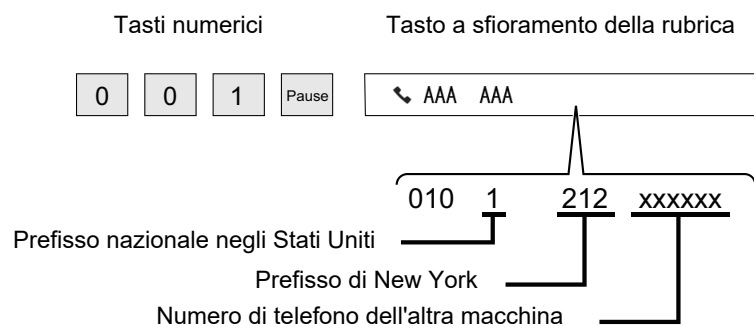 Tasti numerici Tasto a sfioramento della rubrica
0 0 1 Pause AAA AAA
010 1 212 xxxxxx
Prefisso nazionale negli Stati Uniti
Prefisso di New York
Numero di telefono dell'altra macchina